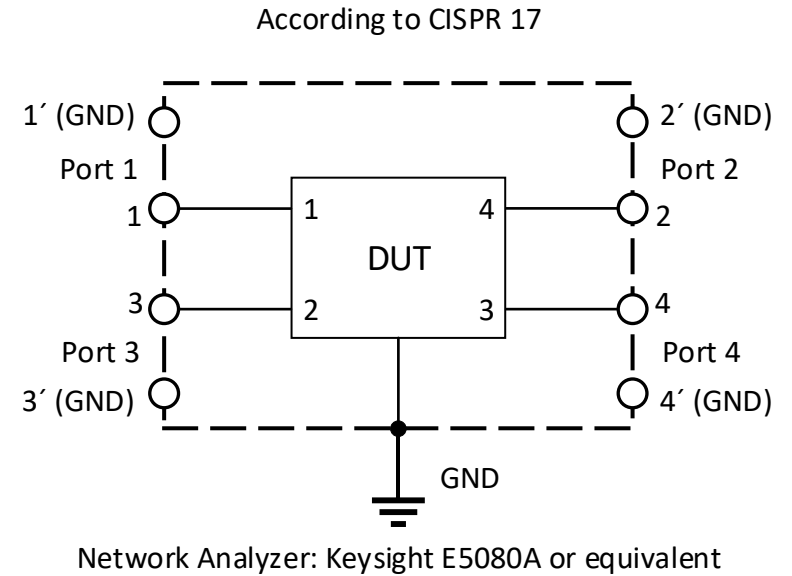 According to CISPR 17
1´ (GND)
2´ (GND)
Port 1
Port 2
1
1
4
2
DUT
3
2
3
4
Port 3
Port 4
3´ (GND)
4´ (GND)
GND
Network Analyzer: Keysight E5080A or equivalent